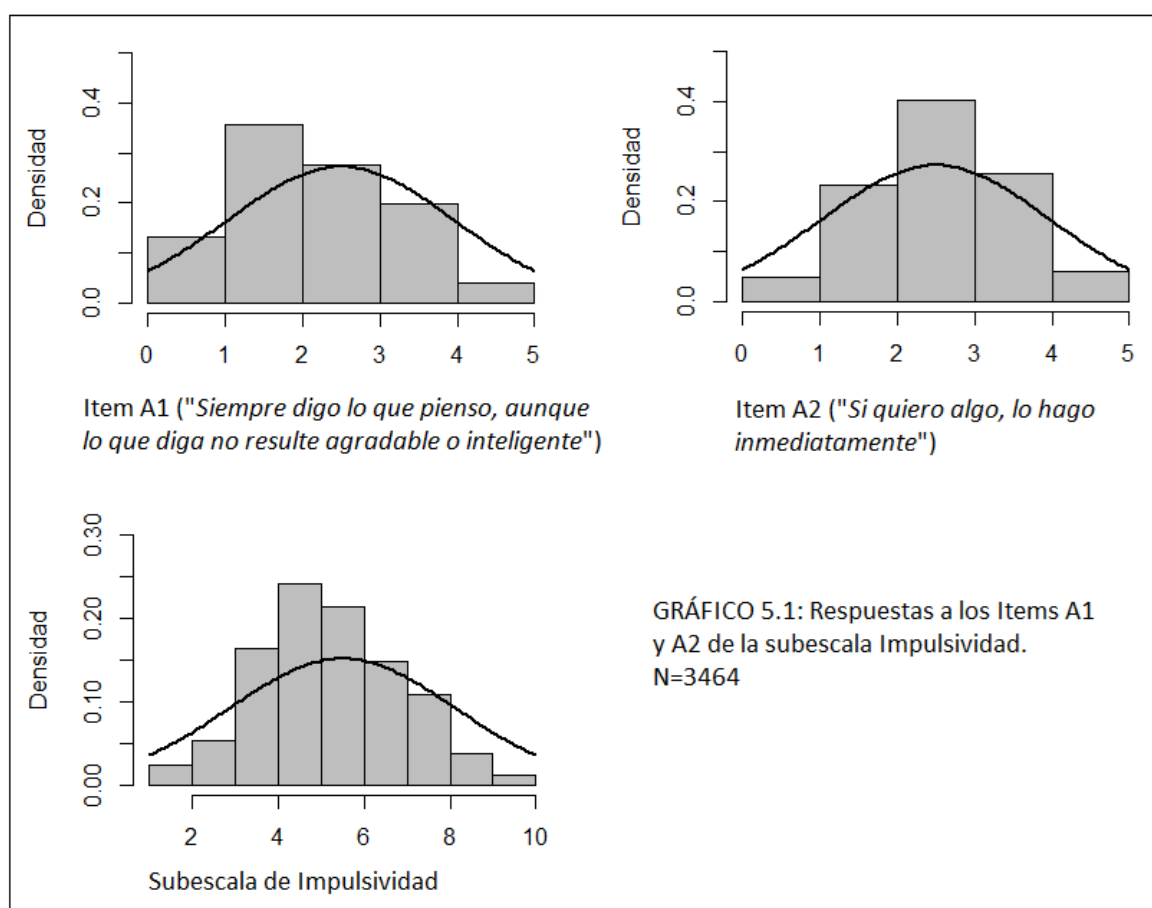 Densidad
0.4
0.2
0.0
0 1 2 3 4 5
Item A1 ("Siempre digo lo que pienso, aunque
lo que diga no resulte agradable o inteligente")
Densidad
0.4
0.2
0.0
0 1 2 3 4 5
Item A2 ("Si quiero algo, lo hago
inmediatamente")
Densidad
0.30
0.20
0.10
0.00
2 4 6 8 10
Subescala de Impulsividad
GRÁFICO 5.1: Respuestas a los Items A1
y A2 de la subescala Impulsividad.
N=3464